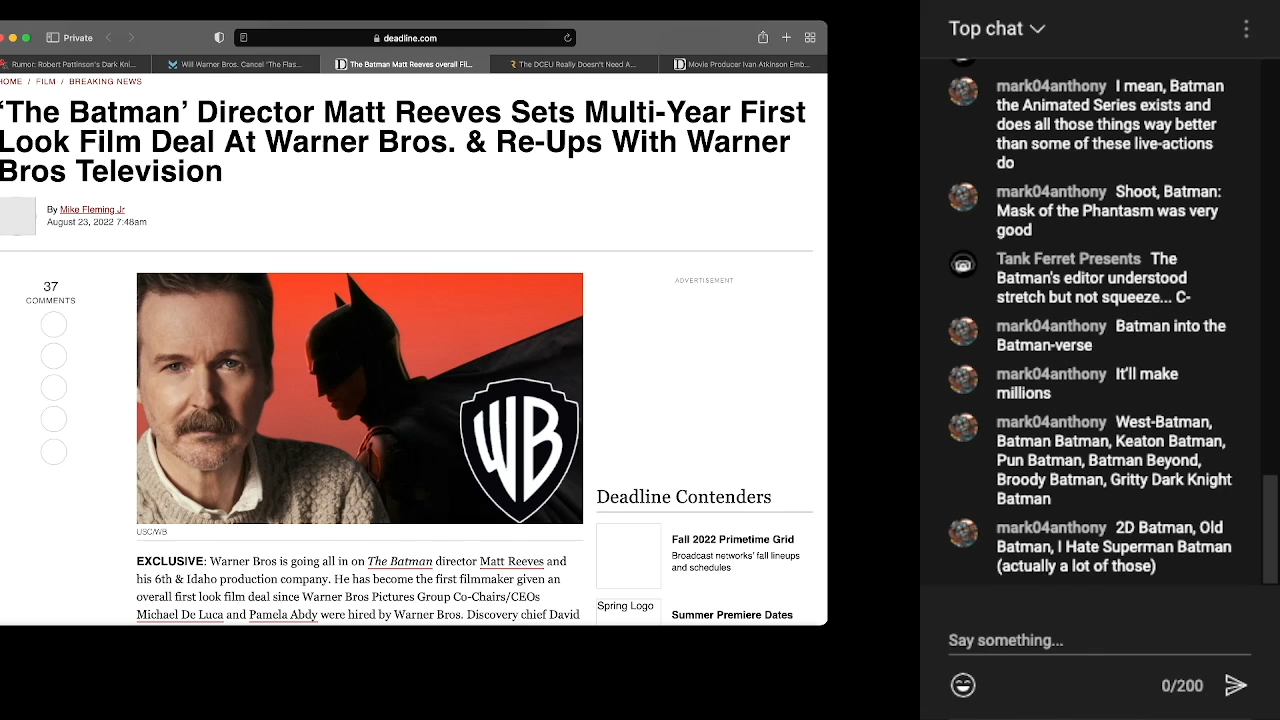 Private
deadline.com
Rumor: Robert Pattinson's Dark Kni...
Will Warner Bros. Cancel "The Flas...
The Batman Matt Reeves overall Fil...
The DCEU Really Doesn't Need A...
Movie Producer Ivan Atkinson Emb...
HOME / FILM / BREAKING NEWS
'The Batman' Director Matt Reeves Sets Multi-Year First
Look Film Deal At Warner Bros. & Re-Ups With Warner
Bros Television
By Mike Fleming Jr
August 23, 2022 7:48am
37
COMMENTS
ADVERTISEMENT
WB
USC/WB
EXCLUSIVE: Warner Bros is going all in on The Batman director Matt Reeves and
his 6th & Idaho production company. He has become the first filmmaker given an
overall first look film deal since Warner Bros Pictures Group Co-Chairs/CEOs
Michael De Luca and Pamela Abdy were hired by Warner Bros. Discovery chief David
Deadline Contenders
Fall 2022 Primetime Grid
Broadcast networks' fall lineups
and schedules
Spring Logo
Summer Premiere Dates
Top chat
mark04anthony I mean, Batman
the Animated Series exists and
does all those things way better
than some of these live-actions
do
mark04anthony Shoot, Batman:
Mask of the Phantasm was very
good
Tank Ferret Presents The
Batman's editor understood
stretch but not squeeze... C-
mark04anthony Batman into the
Batman-verse
mark04anthony It'll make
millions
mark04anthony West-Batman,
Batman Batman, Keaton Batman,
Pun Batman, Batman Beyond,
Broody Batman, Gritty Dark Knight
Batman
mark04anthony 2D Batman, Old
Batman, I Hate Superman Batman
(actually a lot of those)
Say something...
0/200